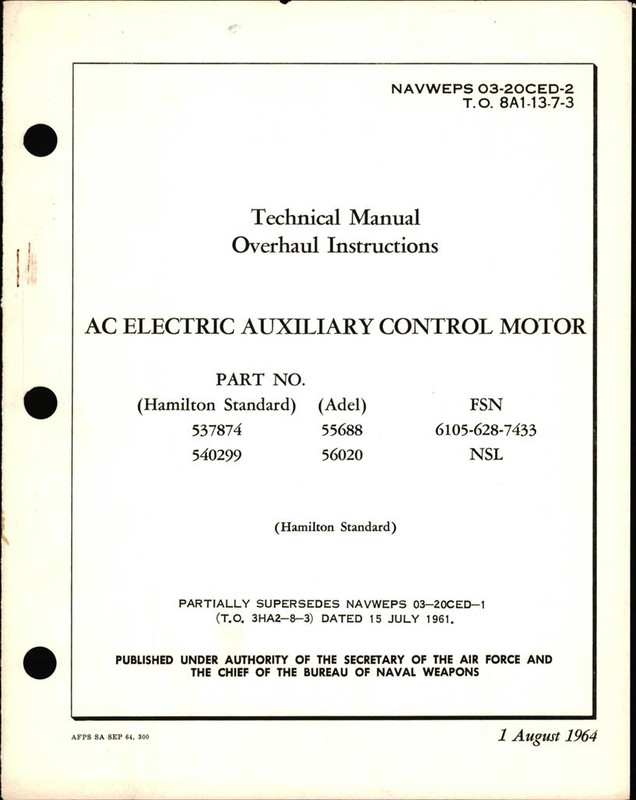 NAVWEPS 03-20CED-2
T.O. 8A1-13-7-3
Technical Manual
Overhaul Instructions
AC ELECTRIC AUXILIARY CONTROL MOTOR
PART NO.
(Hamilton Standard) (Adel) FSN
537874 55688 6105-628-7433
540299 56020 NSL
(Hamilton Standard)
PARTIALLY SUPERSEDES NAVWEPS 03–20CED–1
(T.O. 3HA2–8–3) DATED 15 JULY 1961.
PUBLISHED UNDER AUTHORITY OF THE SECRETARY OF THE AIR FORCE AND
THE CHIEF OF THE BUREAU OF NAVAL WEAPONS
AFPS SA SEP 64, 300
1 August 1964